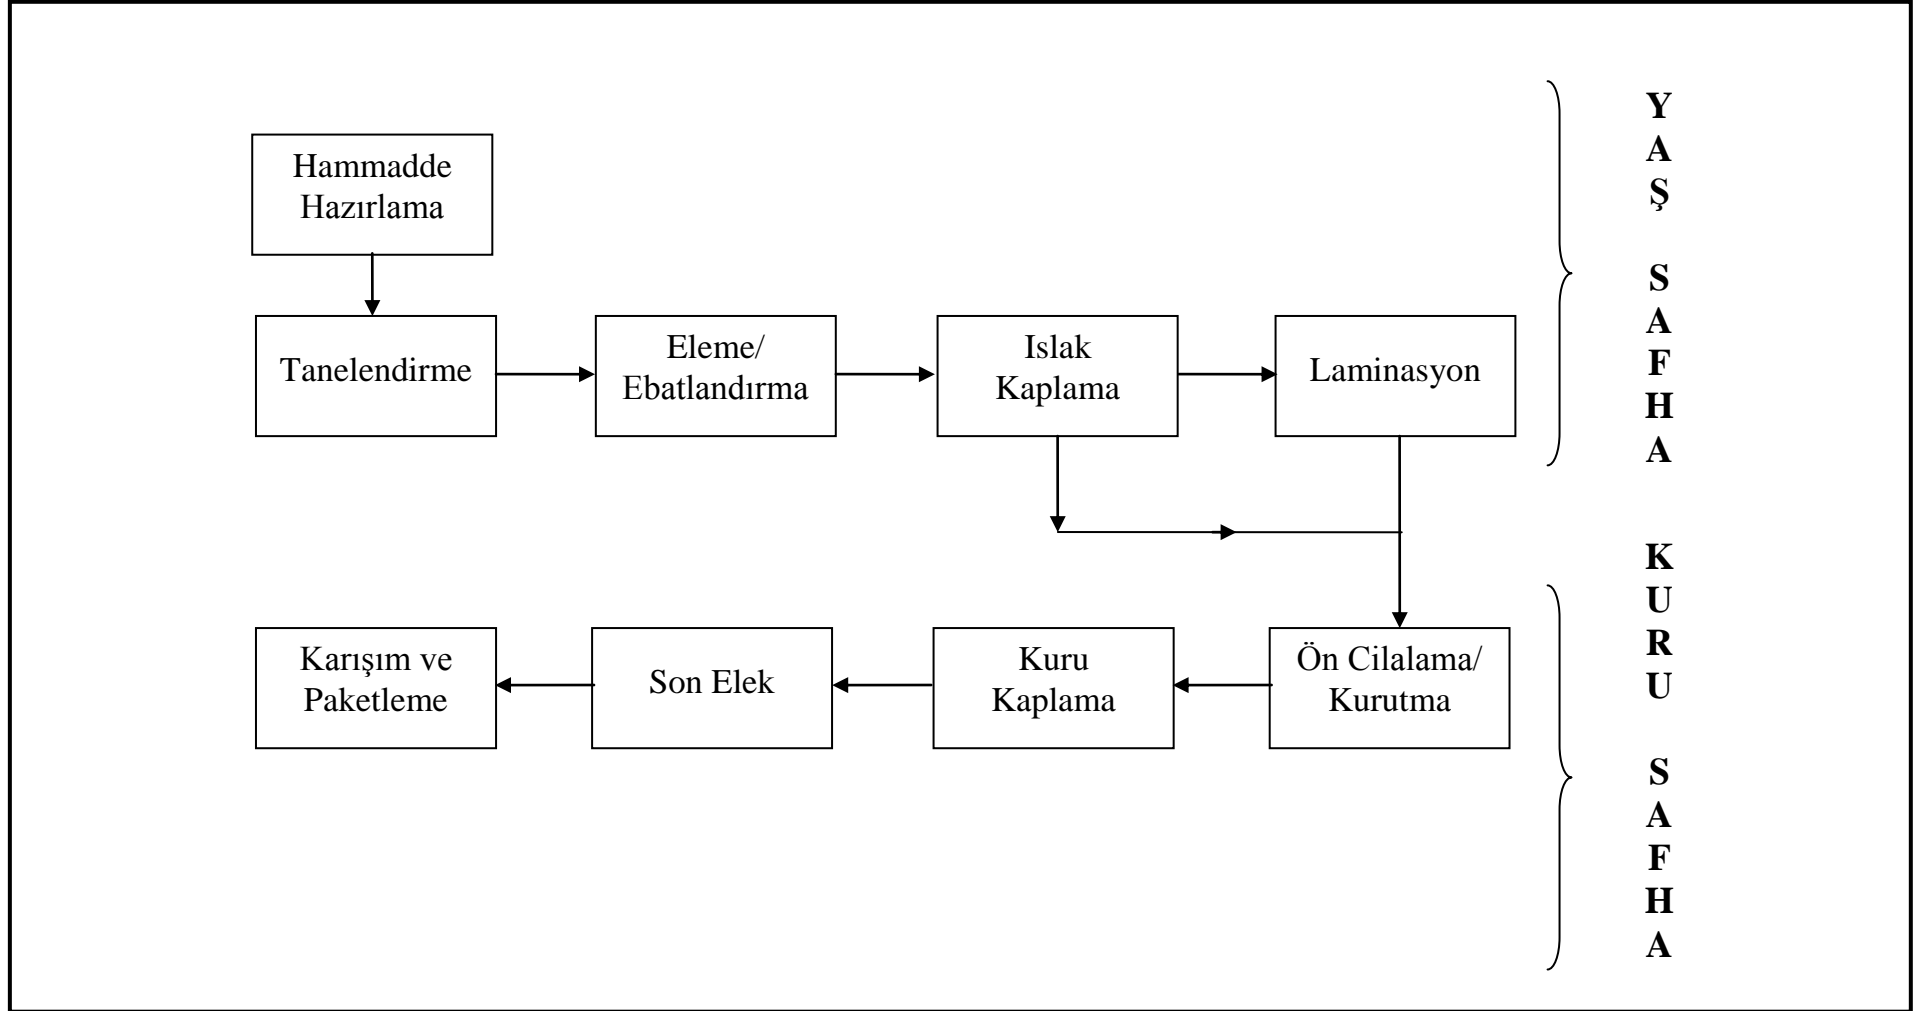 Hammadde
Hazırlama
Tanelendirme
Eleme/
Ebatlandırma
Islak
Kaplama
Laminasyon
Ön Cilalama/
Kurutma
Kuru
Kaplama
Son Elek
Karışım ve
Paketleme
Y
A
Ş
S
A
F
H
A
K
U
R
U
S
A
F
H
A